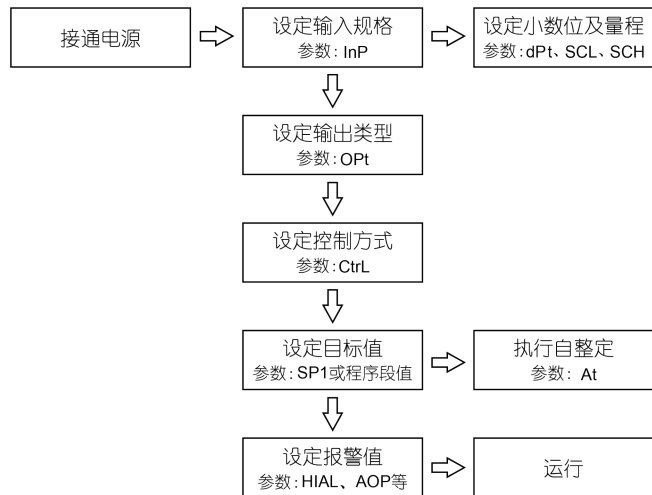 接通电源
设定输入规格
参数：InP
设定小数位及量程
参数：dPt、SCL、SCH
设定输出类型
参数：OPt
设定控制方式
参数：CtrL
设定目标值
参数：SP1或程序段值
执行自整定
参数：At
设定报警值
参数：HIAL、AOP等
运行